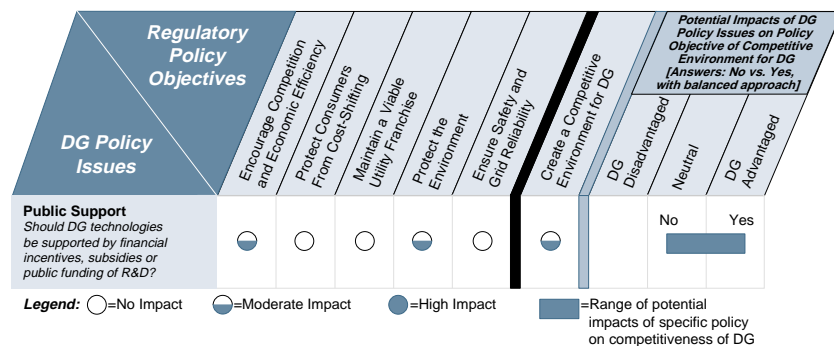 Regulatory
Policy
Objectives
DG Policy
Issues
Encourage Competition
and Economic Efficiency
Protect Consumers
From Cost-Shifting
Maintain a Viable
Utility Franchise
Protect the
Environment
Ensure Safety and
Grid Reliability
Create a Competitive
Environment for DG
Potential Impacts of DG
Policy Issues on Policy
Objective of Competitive
Environment for DG
[Answers: No vs. Yes,
with balanced approach]
DG
Disadvantaged
Neutral
DG
Advantaged
Public Support
Should DG technologies
be supported by financial
incentives, subsidies or
public funding of R&D?
No Yes
Legend: =No Impact =Moderate Impact =High Impact =Range of potential
impacts of specific policy
on competitiveness of DG